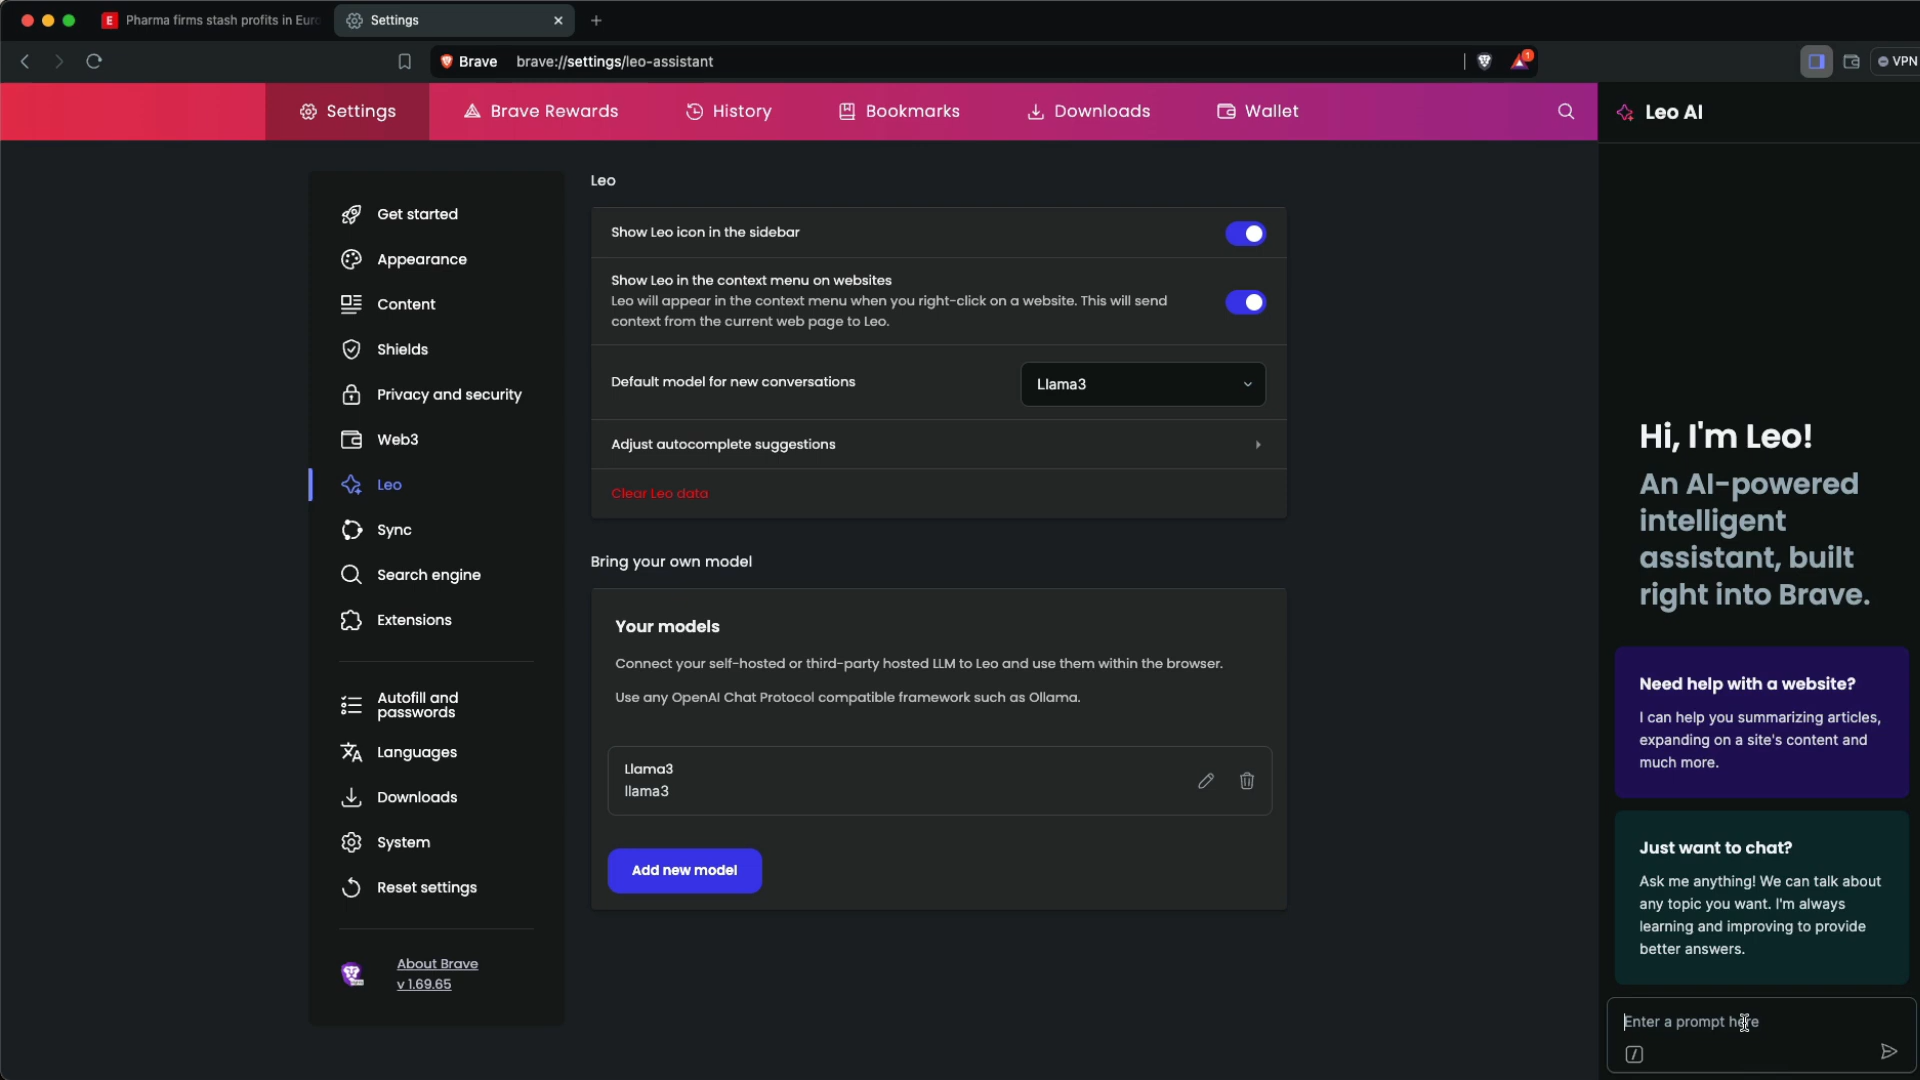 Pharma firms stash profits in Euro
Settings
Brave
brave://settings/leo-assistant
1
VPN
Settings
Brave Rewards
History
Bookmarks
Downloads
Wallet
Leo AI
Get started
Appearance
Content
Shields
Privacy and security
Web3
Leo
Sync
Search engine
Extensions
Autofill and
passwords
Languages
Downloads
System
Reset settings
About Brave
v 1.69.65
Leo
Show Leo icon in the sidebar
Show Leo in the context menu on websites
Leo will appear in the context menu when you right-click on a website. This will send
context from the current web page to Leo.
Default model for new conversations
Llama3
Adjust autocomplete suggestions
Clear Leo data
Bring your own model
Your models
Connect your self-hosted or third-party hosted LLM to Leo and use them within the browser.
Use any OpenAI Chat Protocol compatible framework such as Ollama.
Llama3
llama3
Add new model
Hi, I'm Leo!
An AI-powered
intelligent
assistant, built
right into Brave.
Need help with a website?
I can help you summarizing articles,
expanding on a site's content and
much more.
Just want to chat?
Ask me anything! We can talk about
any topic you want. I'm always
learning and improving to provide
better answers.
Enter a prompt here